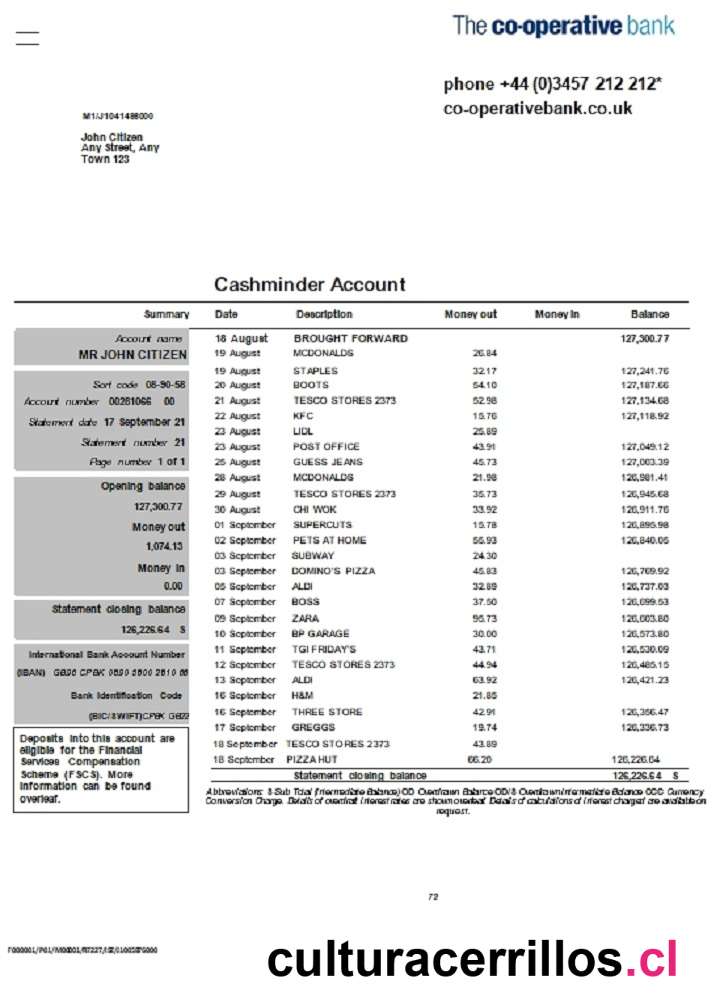 The co-operative bank
phone +44 (0)3457 212 212*
co-operativebank.co.uk
M1/J1041488000
John Citizen
Any Street, Any
Town 123
Cashminder Account
Summary Date Description Money out Money in Balance
Account name
MR JOHN CITIZEN
Sort code 08-90-58
Account number 00261066 00
Statement date 17 September 21
Statement number 21
Page number 1 of 1
Opening balance
127,300.77
Money out
1,074.13
Money in
0.00
Statement closing balance
126,226.64 S
International Bank Account Number
(IBAN)
Bank Identification Code
(BIC/SWIFT)CPBK GB22
Deposits into this account are
eligible for the Financial
Services Compensation
Scheme (FSCS). More
information can be found
overleaf.
18 August BROUGHT FORWARD 127,300.77
19 August MCDONALDS 26.84
19 August STAPLES 32.17 127,241.76
20 August BOOTS 54.10 127,187.66
21 August TESCO STORES 2373 52.98 127,134.68
22 August KFC 15.76 127,118.92
23 August LIDL 25.89
23 August POST OFFICE 43.91 127,049.12
25 August GUESS JEANS 45.73 127,003.39
28 August MCDONALDS 21.98 126,981.41
29 August TESCO STORES 2373 35.73 126,945.68
30 August CHI WOK 33.92 126,911.76
01 September SUPERCUTS 15.78 126,895.98
02 September PETS AT HOME 55.93 126,840.05
03 September SUBWAY 24.30
03 September DOMINO'S PIZZA 45.83 126,769.92
05 September ALDI 32.89 126,737.03
07 September BOSS 37.50 126,699.53
09 September ZARA 95.73 126,603.80
10 September BP GARAGE 30.00 126,573.80
11 September TGI FRIDAY'S 43.71 126,530.09
12 September TESCO STORES 2373 44.94 126,485.15
13 September ALDI 63.92 126,421.23
16 September H&M 21.85
16 September THREE STORE 42.91 126,356.47
17 September GREGGS 19.74 126,336.73
18 September TESCO STORES 2373 43.89
18 September PIZZA HUT 66.20 126,226.64
Statement closing balance 126,226.64 S
Abbreviations: S Sub Total (Intermediate Balance) OD Overdrawn Balance OD/S Overdrawn Intermediate Balance CCC Currency
Conversion Charge. Details of overdraft interest rates are shown overleaf. Details of calculations of interest charged are available on
request.
72
culturacerrillos.cl